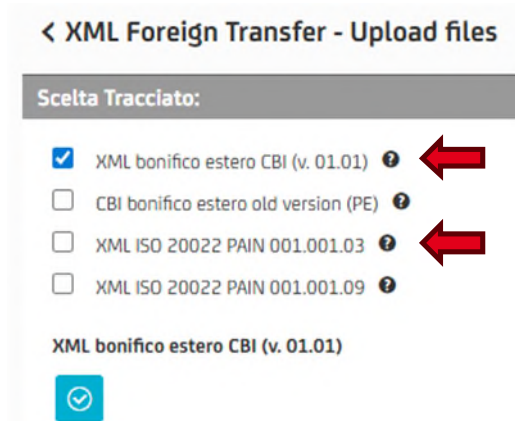 < XML Foreign Transfer - Upload files
Scelta Tracciato:
XML bonifico estero CBI (v. 01.01) ?
CBI bonifico estero old version (PE) ?
XML ISO 20022 PAIN 001.001.03 ?
XML ISO 20022 PAIN 001.001.09 ?
XML bonifico estero CBI (v. 01.01)